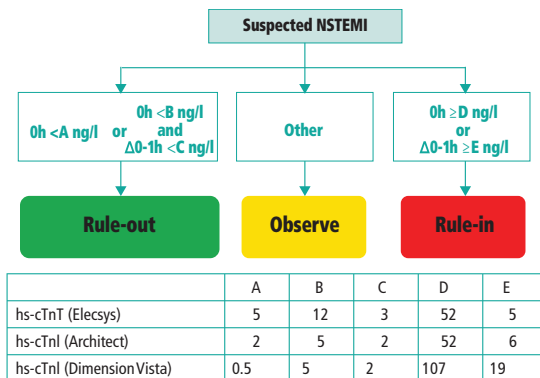 Suspected NSTEMI
0h <A ng/l or 0h <B ng/l and Δ0-1h <C ng/l
Other
0h ≥D ng/l
or
Δ0-1h ≥E ng/l
Rule-out
Observe
Rule-in
A B C D E
hs-cTnT (Elecsys) 5 12 3 52 5
hs-cTnl (Architect) 2 5 2 52 6
hs-cTnl (Dimension Vista) 0.5 5 2 107 19